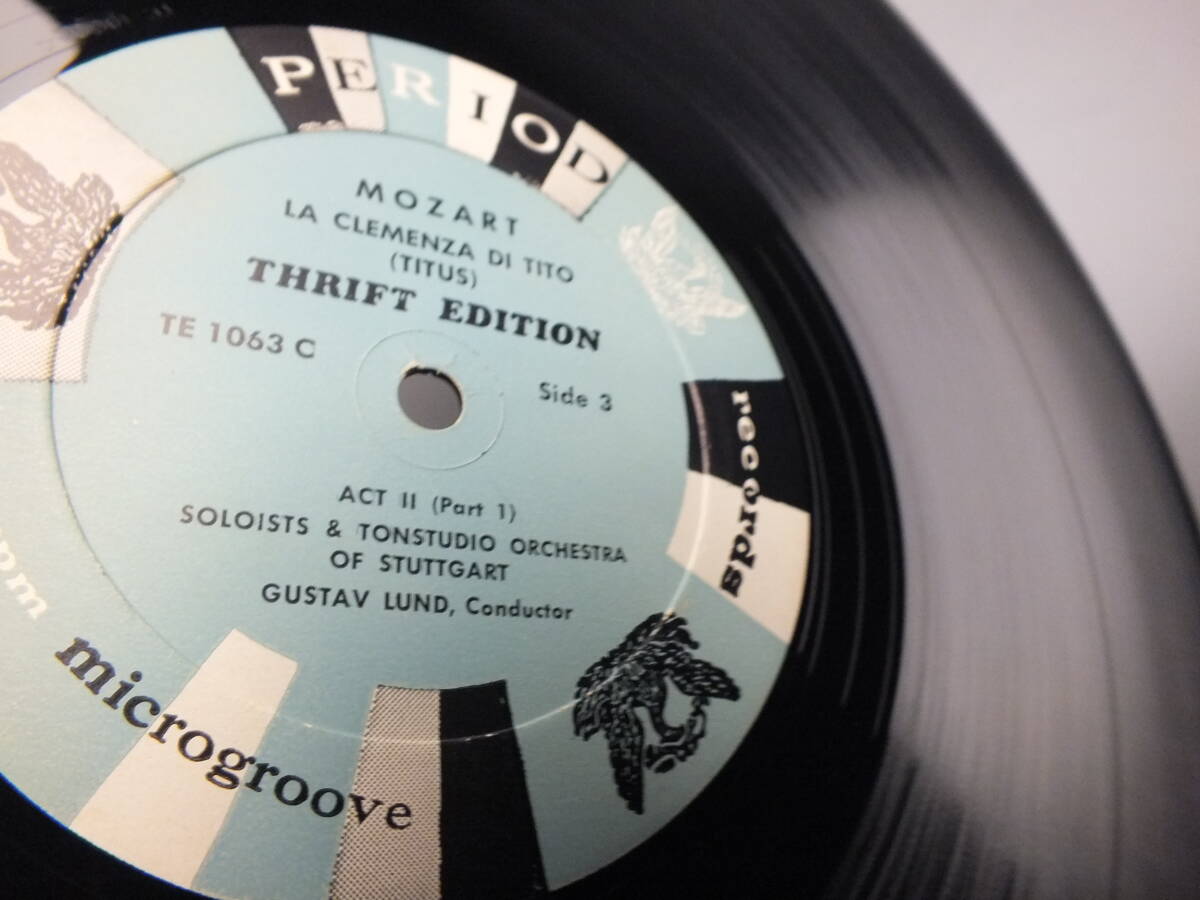 PERIOD
MOZART
LA CLEMENZA DI TITO
(TITUS)
THRIFT EDITION
TE 1063 C
Side 3
records
ACT II (Part 1)
SOLOISTS & TONSTUDIO ORCHESTRA
OF STUTTGART
GUSTAV LUND, Conductor
microgroove